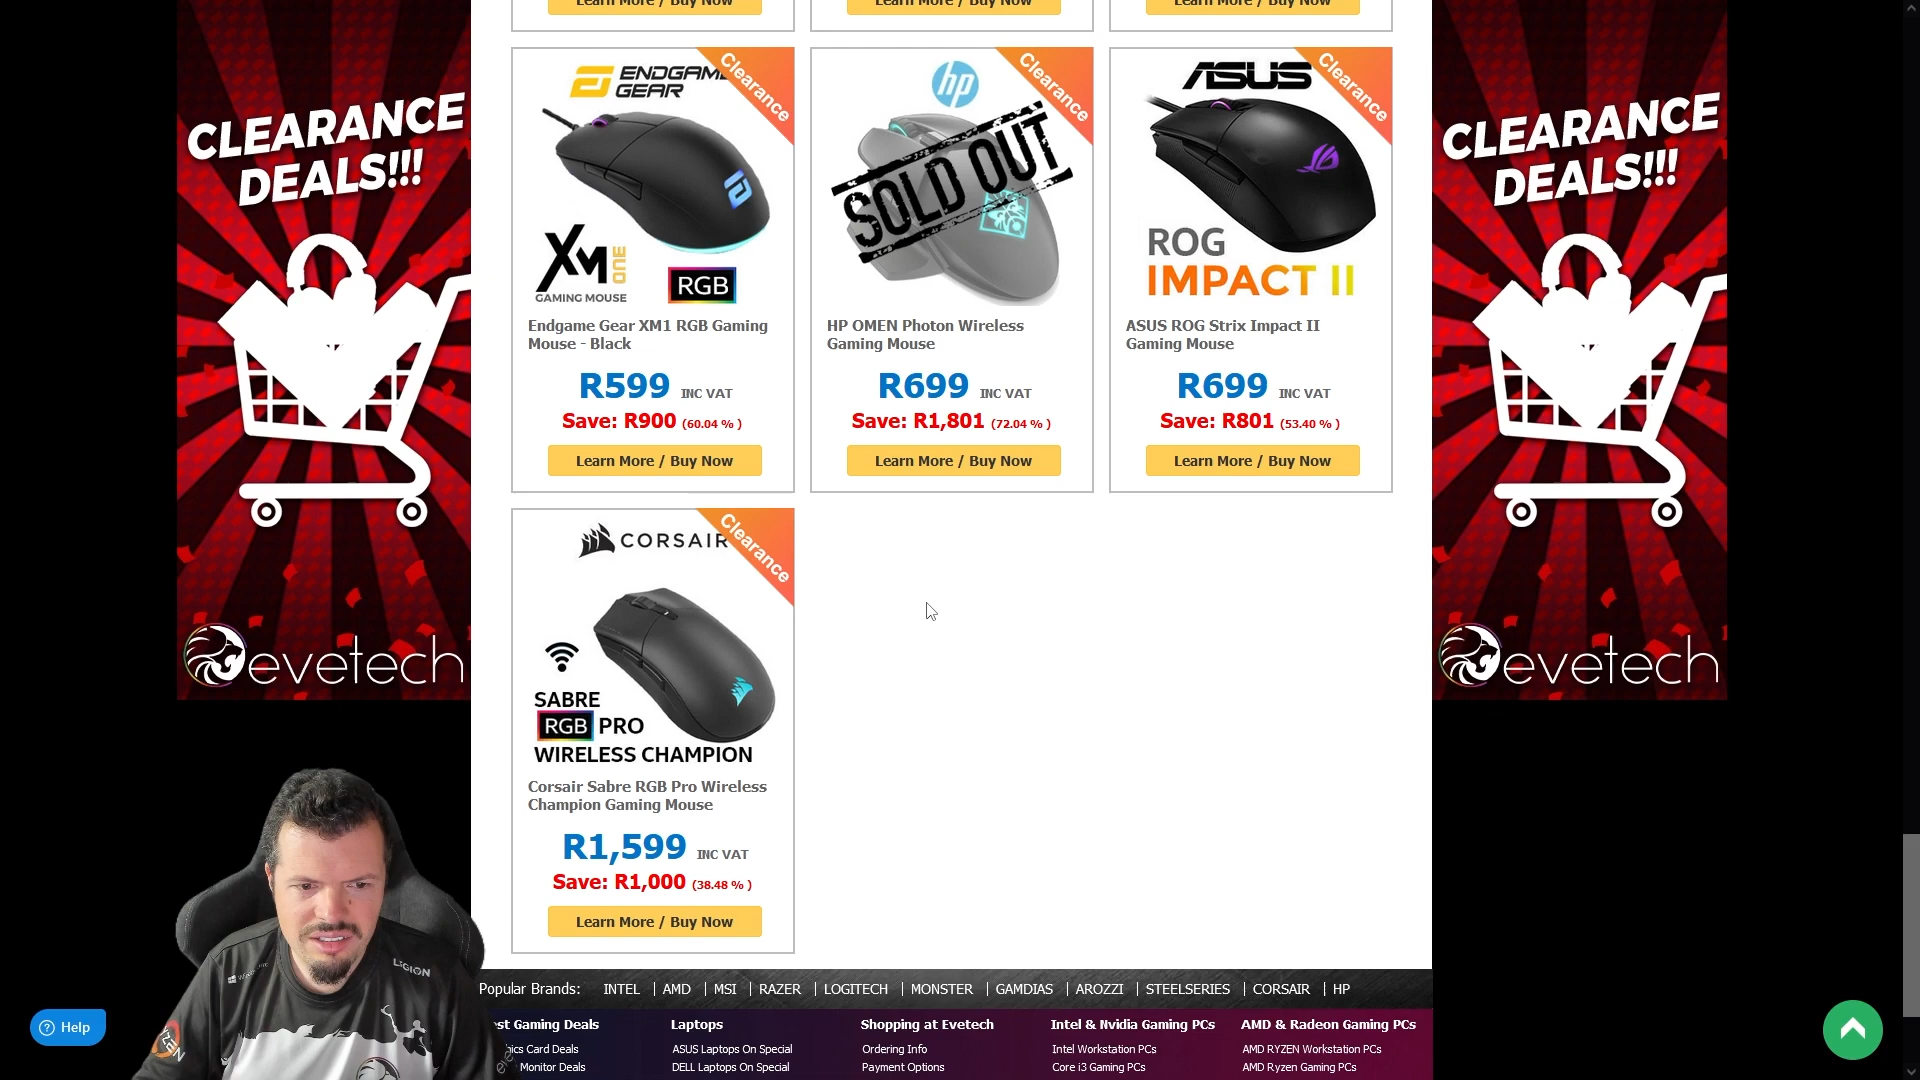 Learn More / Buy Now
Learn More / Buy Now
Learn More / Buy Now
CLEARANCE
DEALS!!!
evetech
ENDGAME
GEAR
Clearance
XM
ONE
GAMING MOUSE
RGB
Endgame Gear XM1 RGB Gaming
Mouse - Black
R599 INC VAT
Save: R900 (60.04 % )
Learn More / Buy Now
hp
Clearance
SOLD OUT
HP OMEN Photon Wireless
Gaming Mouse
R699 INC VAT
Save: R1,801 (72.04 % )
Learn More / Buy Now
ASUS
Clearance
ROG
IMPACT II
ASUS ROG Strix Impact II
Gaming Mouse
R699 INC VAT
Save: R801 (53.40 % )
Learn More / Buy Now
CORSAIR
Clearance
SABRE
RGB PRO
WIRELESS CHAMPION
Corsair Sabre RGB Pro Wireless
Champion Gaming Mouse
R1,599 INC VAT
Save: R1,000 (38.48 % )
Learn More / Buy Now
CLEARANCE
DEALS!!!
evetech
LEGION
Help
Popular Brands: INTEL | AMD | MSI | RAZER | LOGITECH | MONSTER | GAMDIAS | AROZZI | STEELSERIES | CORSAIR | HP
Gaming Deals
Card Deals
Monitor Deals
Laptops
ASUS Laptops On Special
DELL Laptops On Special
Shopping at Evetech
Ordering Info
Payment Options
Intel & Nvidia Gaming PCs
Intel Workstation PCs
Core i3 Gaming PCs
AMD & Radeon Gaming PCs
AMD RYZEN Workstation PCs
AMD Ryzen Gaming PCs